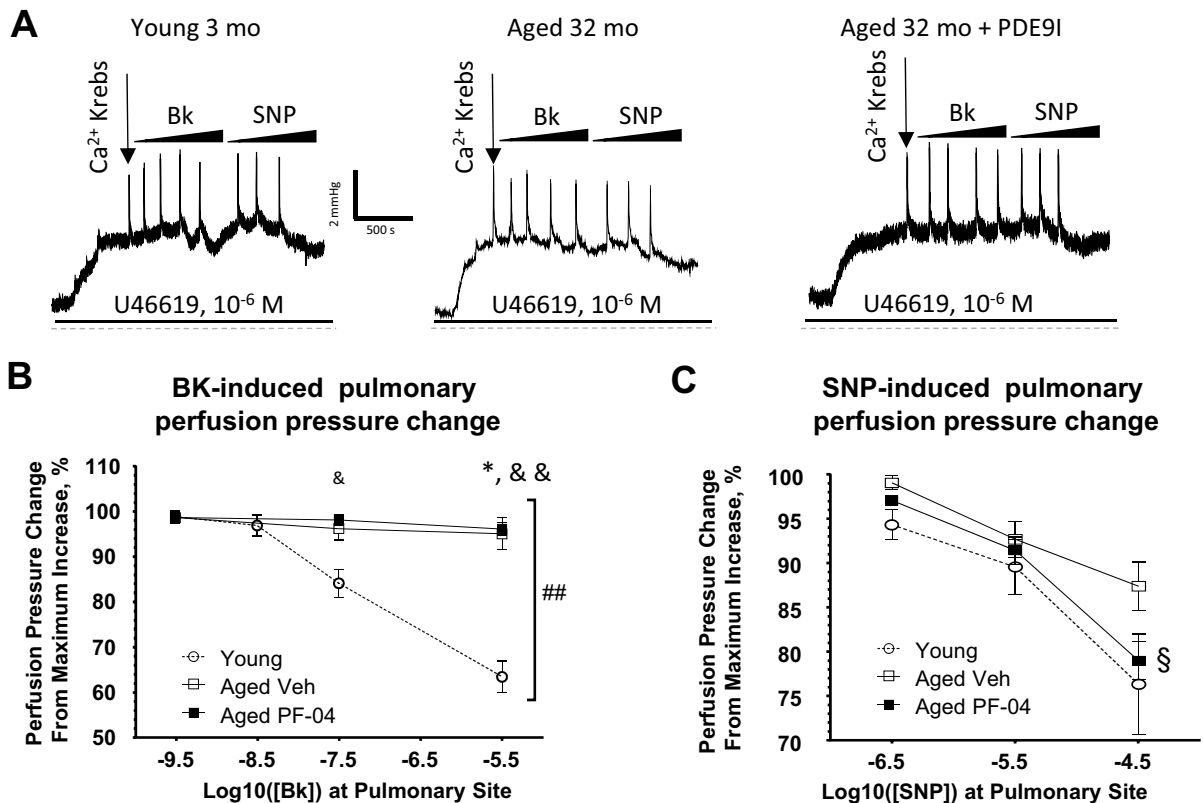 A
Young 3 mo
Aged 32 mo
Aged 32 mo + PDE9I
Ca²⁺ Krebs
Bk
SNP
Ca²⁺ Krebs
Bk
SNP
Ca²⁺ Krebs
Bk
SNP
2 mmHg
500 s
U46619, 10⁻⁶ M
U46619, 10⁻⁶ M
U46619, 10⁻⁶ M
B
BK-induced pulmonary
perfusion pressure change
Perfusion Pressure Change
From Maximum Increase, %
110
100
90
80
70
60
50
&
*, & &
##
Young
Aged Veh
Aged PF-04
-9.5
-8.5
-7.5
-6.5
-5.5
Log10([Bk]) at Pulmonary Site
C
SNP-induced pulmonary
perfusion pressure change
Perfusion Pressure Change
From Maximum Increase, %
100
95
90
85
80
75
70
§
Young
Aged Veh
Aged PF-04
-6.5
-5.5
-4.5
Log10([SNP]) at Pulmonary Site